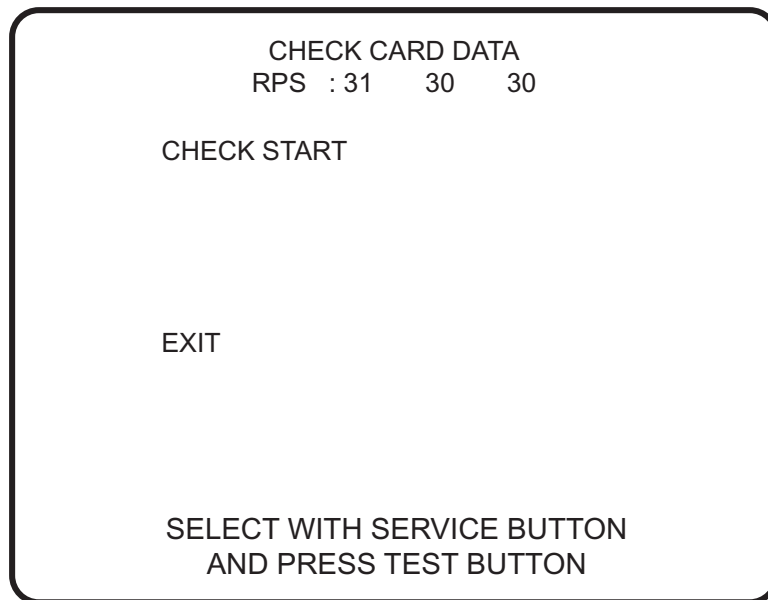 CHECK CARD DATA
RPS : 31 30 30
CHECK START
EXIT
SELECT WITH SERVICE BUTTON
AND PRESS TEST BUTTON